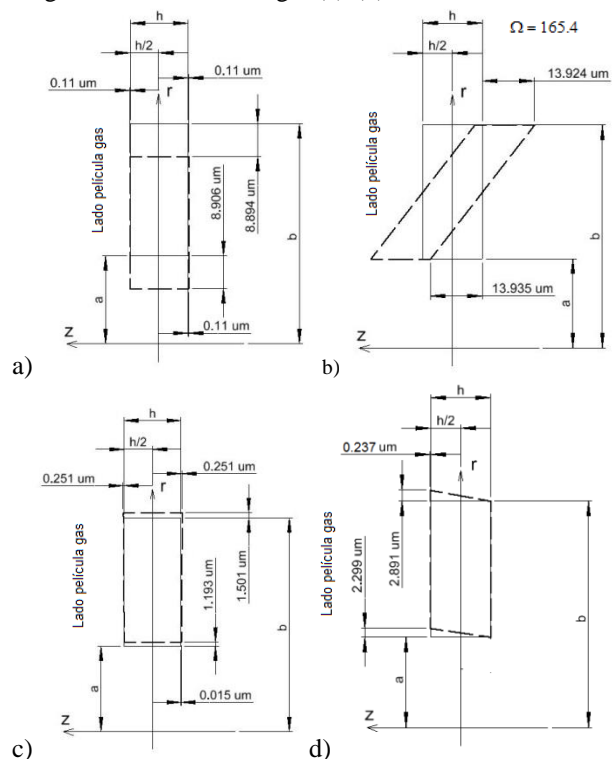 h
h/2
0.11 um
0.11 um
r
Lado película gas
8.906 um
8.894 um
b
a
0.11 um
z
a)
h
h/2
Ω = 165.4
13.924 um
r
Lado película gas
b
13.935 um
a
z
b)
h
h/2
0.251 um
0.251 um
r
Lado película gas
1.193 um
1.501 um
b
a
0.015 um
z
c)
h
h/2
0.237 um
r
Lado película gas
2.299 um
2.891 um
b
a
z
d)